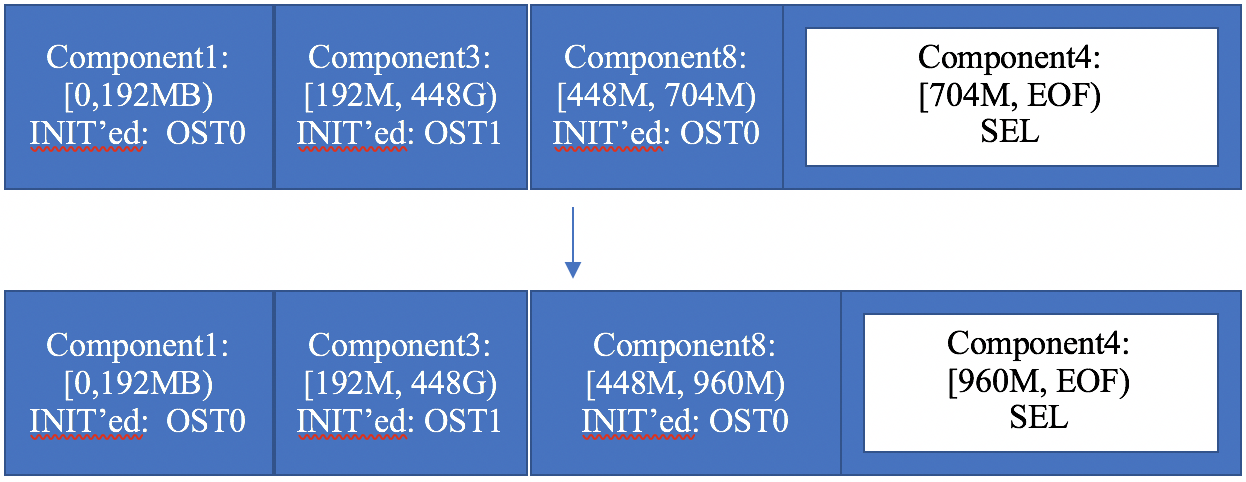 Component1:
[0,192MB)
INIT’ed:  OST0
Component3:
[192M, 448G)
INIT’ed: OST1
Component8:
[448M, 704M)
INIT’ed: OST0
Component4:
[704M, EOF)
SEL
Component1:
[0,192MB)
INIT’ed:  OST0
Component3:
[192M, 448G)
INIT’ed: OST1
Component8:
[448M, 960M)
INIT’ed: OST0
Component4:
[960M, EOF)
SEL